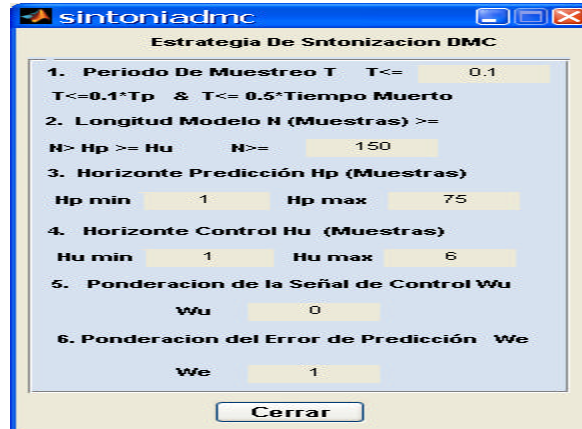 sintoniadmc
Estrategia De Sntonizacion DMC
1. Periodo De Muestreo T T<= 0.1
T<=0.1*Tp & T<= 0.5*Tiempo Muerto
2. Longitud Modelo N (Muestras) >=
N> Hp >= Hu N>= 150
3. Horizonte Predicción Hp (Muestras)
Hp min 1 Hp max 75
4. Horizonte Control Hu (Muestras)
Hu min 1 Hu max 6
5. Ponderacion de la Señal de Control Wu
Wu 0
6. Ponderacion del Error de Predicción We
We 1
Cerrar